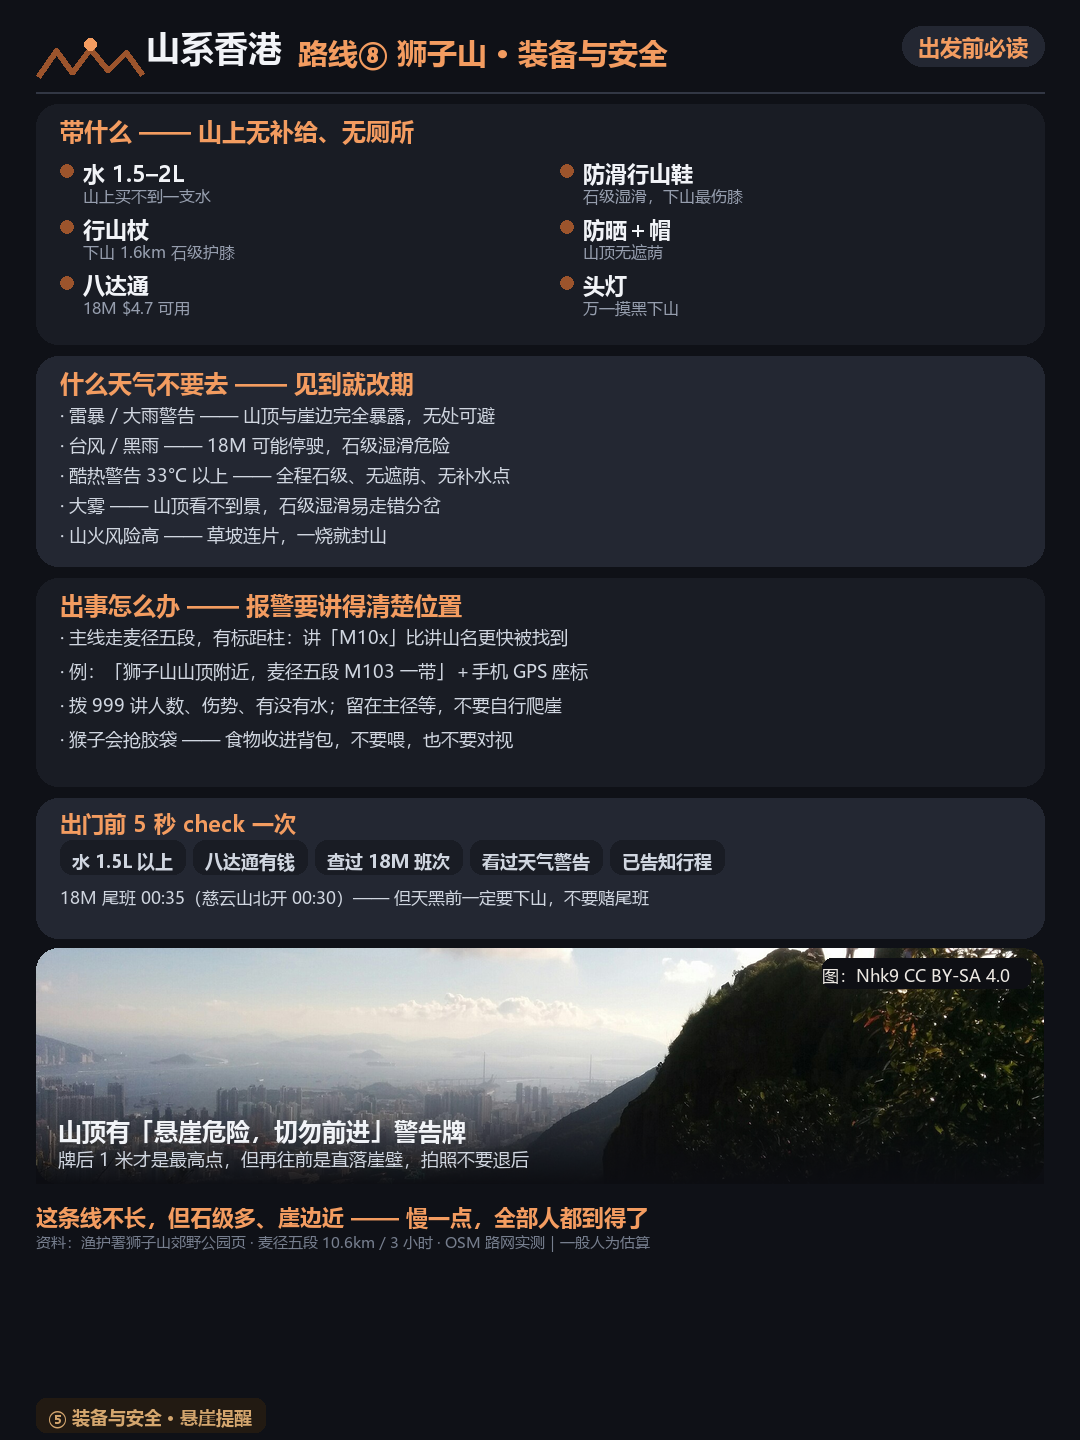 山系香港 路线⑧ 狮子山・装备与安全
出发前必读
带什么 —— 山上无补给、无厕所
水 1.5–2L
山上买不到一支水
防滑行山鞋
石级湿滑，下山最伤膝
行山杖
下山 1.6km 石级护膝
防晒＋帽
山顶无遮荫
八达通
18M $4.7 可用
头灯
万一摸黑下山
什么天气不要去 —— 见到就改期
· 雷暴 / 大雨警告 —— 山顶与崖边完全暴露，无处可避
· 台风 / 黑雨 —— 18M 可能停驶，石级湿滑危险
· 酷热警告 33°C 以上 —— 全程石级、无遮荫、无补水点
· 大雾 —— 山顶看不到景，石级湿滑易走错分岔
· 山火风险高 —— 草坡连片，一烧就封山
出事怎么办 —— 报警要讲得清楚位置
· 主线走麦径五段，有标距柱：讲「M10x」比讲山名更快被找到
· 例：「狮子山山顶附近，麦径五段 M103 一带」＋手机 GPS 座标
· 拨 999 讲人数、伤势、有没有水；留在主径等，不要自行爬崖
· 猴子会抢胶袋 —— 食物收进背包，不要喂，也不要对视
出门前 5 秒 check 一次
水 1.5L 以上 八达通有钱 查过 18M 班次 看过天气警告 已告知行程
18M 尾班 00:35（慈云山北开 00:30）—— 但天黑前一定要下山，不要赌尾班
图：Nhk9 CC BY-SA 4.0
山顶有「悬崖危险，切勿前进」警告牌
牌后 1 米才是最高点，但再往前是直落崖壁，拍照不要退后
这条线不长，但石级多、崖边近 —— 慢一点，全部人都到得了
资料：渔护署狮子山郊野公园页 · 麦径五段 10.6km / 3 小时 · OSM 路网实测｜一般人为估算
⑤ 装备与安全・悬崖提醒